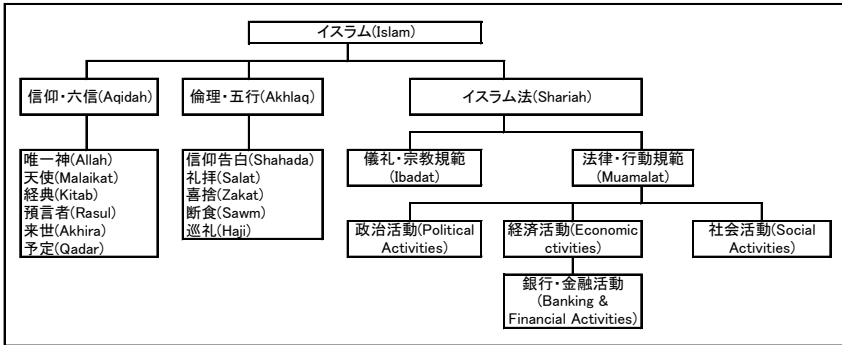 イスラム(Islam)
信仰・六信(Aqidah)
倫理・五行(Akhlaq)
イスラム法(Shariah)
唯一神(Allah)
天使(Malaikat)
経典(Kitab)
預言者(Rasul)
来世(Akhira)
予定(Qadar)
信仰告白(Shahada)
礼拝(Salat)
喜捨(Zakat)
断食(Sawm)
巡礼(Haji)
儀礼・宗教規範
(Ibadat)
法律・行動規範
(Muamalat)
政治活動(Political
Activities)
経済活動(Economic
ctivities)
社会活動(Social
Activities)
銀行・金融活動
(Banking &
Financial Activities)